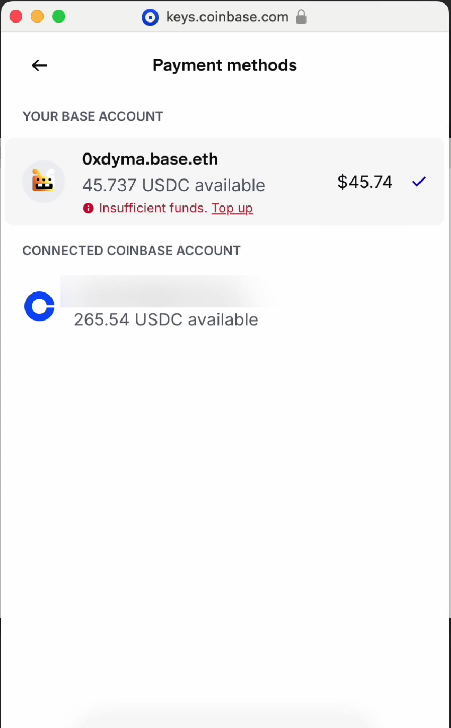 keys.coinbase.com
Payment methods
YOUR BASE ACCOUNT
0xdyma.base.eth
45.737 USDC available
$45.74
Insufficient funds. Top up
CONNECTED COINBASE ACCOUNT
265.54 USDC available